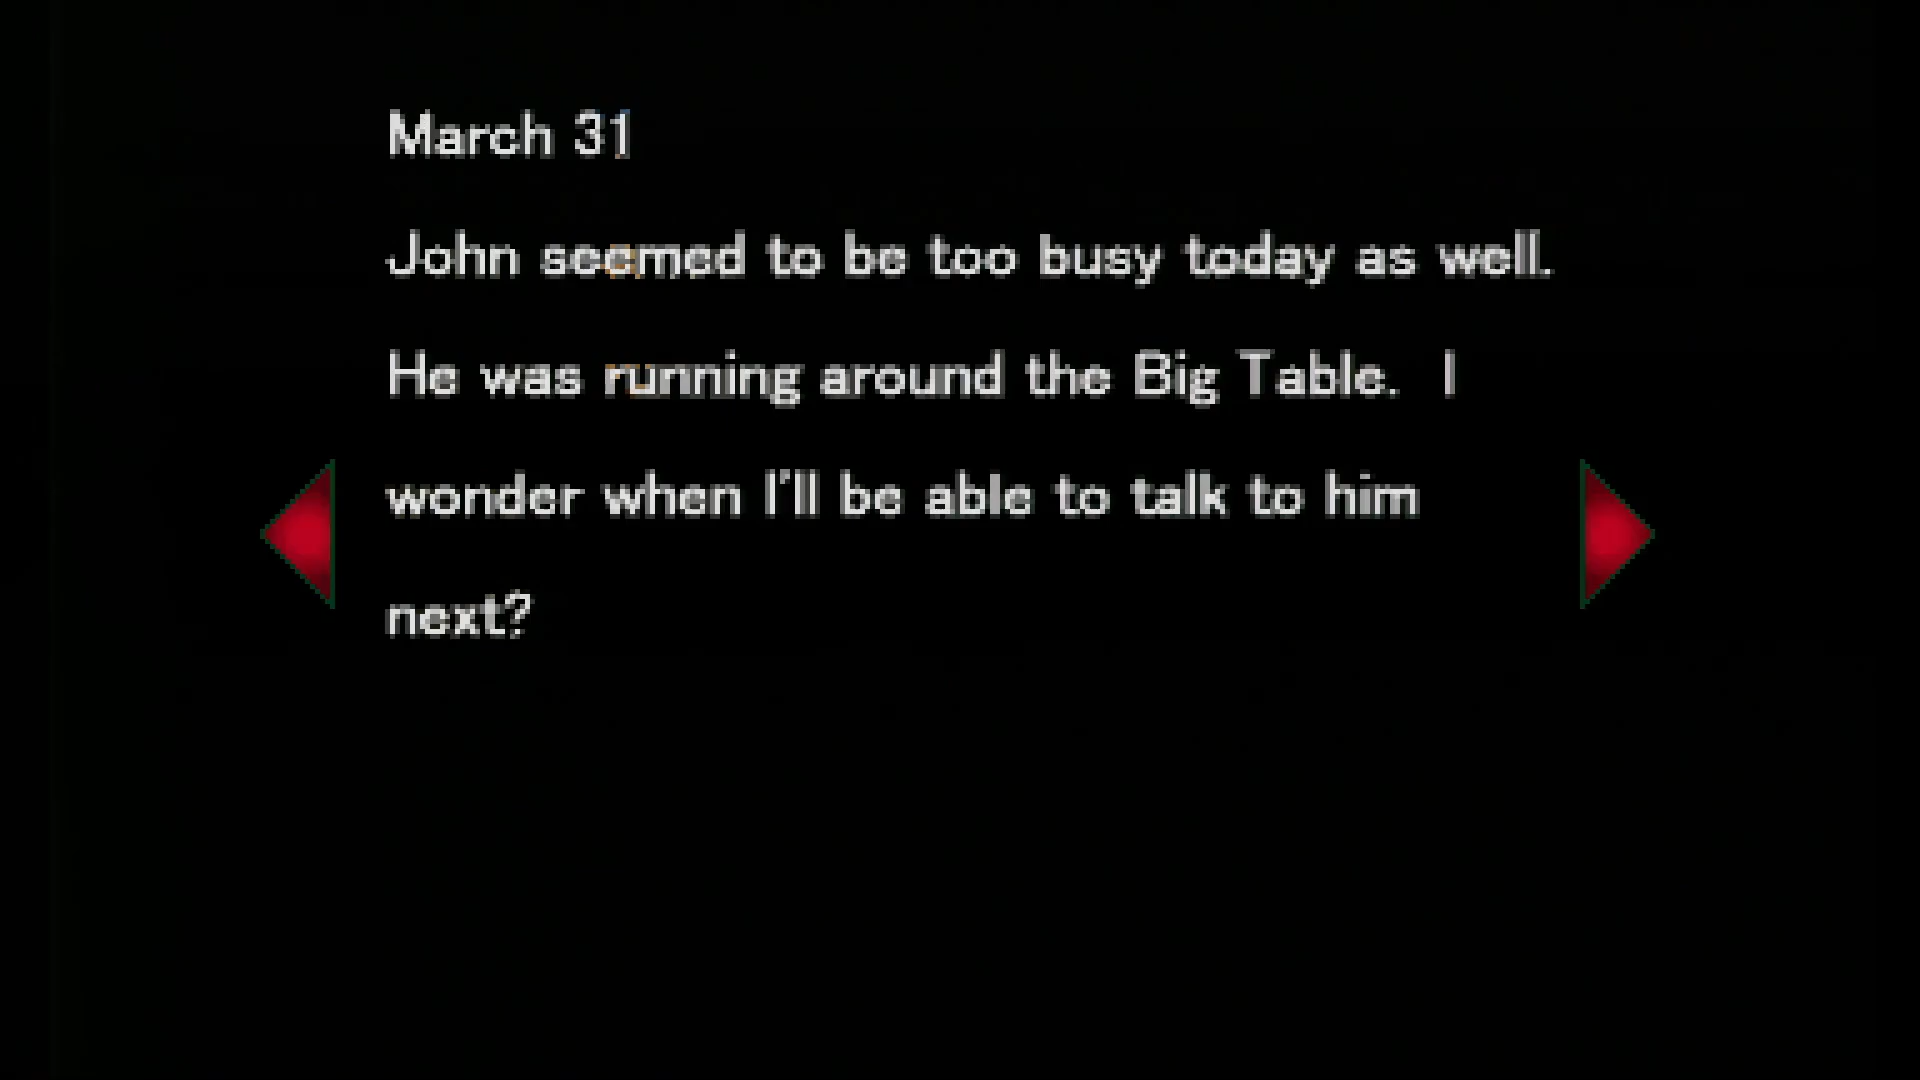 March 31
John seemed to be too busy today as well.
He was running around the Big Table.  I
wonder when I'll be able to talk to him
next?